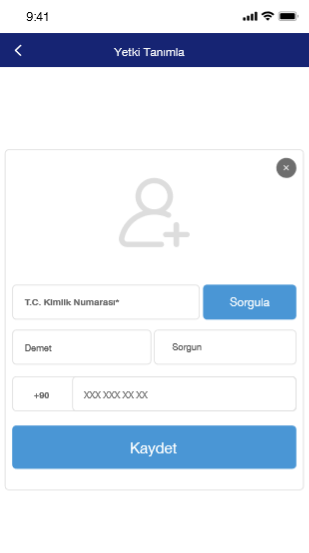 9:41
Yetki Tanımla
T.C. Kimlik Numarası*
Sorgula
Demet
Sorgun
+90
XXX XXX XX XX
Kaydet